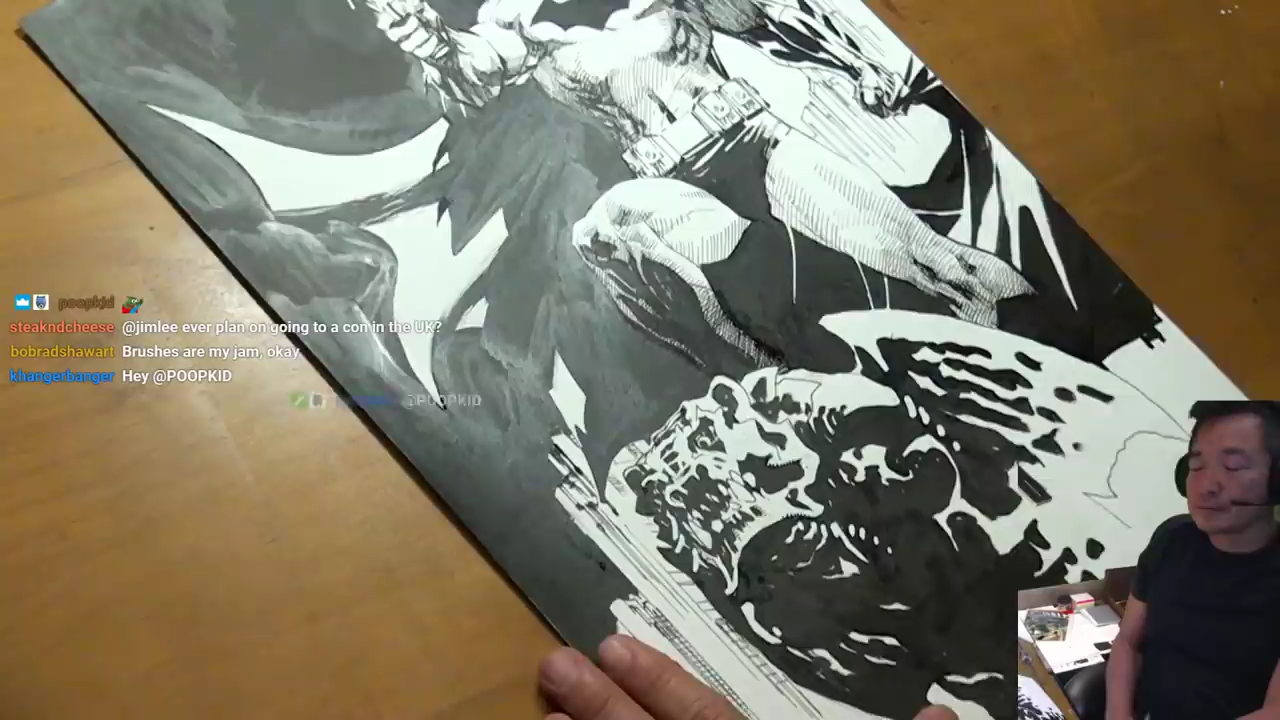 poopkid
steakndcheese @jimlee ever plan on going to a con in the UK?
bobradshawart Brushes are my jam, okay
khangerbanger Hey @POOPKID
@POOPKID